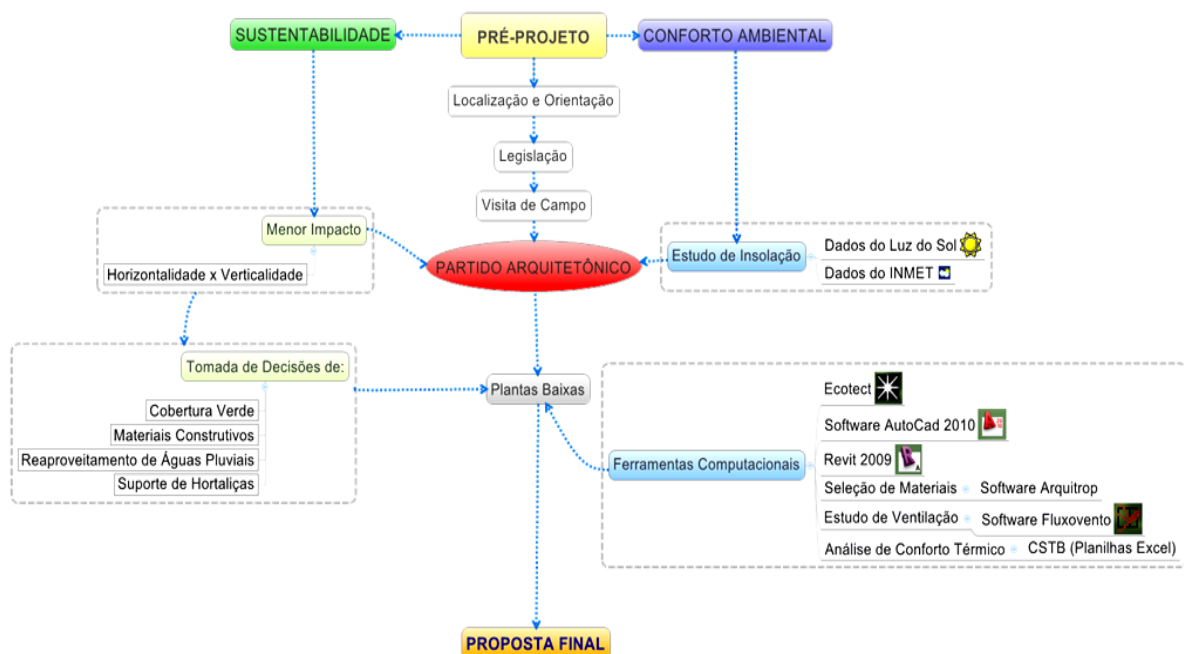 SUSTENTABILIDADE
PRÉ-PROJETO
CONFORTO AMBIENTAL
Localização e Orientação
Legislação
Visita de Campo
Menor Impacto
Horizontalidade x Verticalidade
PARTIDO ARQUITETÔNICO
Estudo de Insolação
Dados do Luz do Sol
Dados do INMET
Tomada de Decisões de:
Cobertura Verde
Materiais Construtivos
Reaproveitamento de Águas Pluviais
Suporte de Hortaliças
Plantas Baixas
Ferramentas Computacionais
Ecotect
Software AutoCad 2010
Revit 2009
Seleção de Materiais
Software Arquitrop
Estudo de Ventilação
Software Fluxovento
Análise de Conforto Térmico
CSTB (Planilhas Excel)
PROPOSTA FINAL